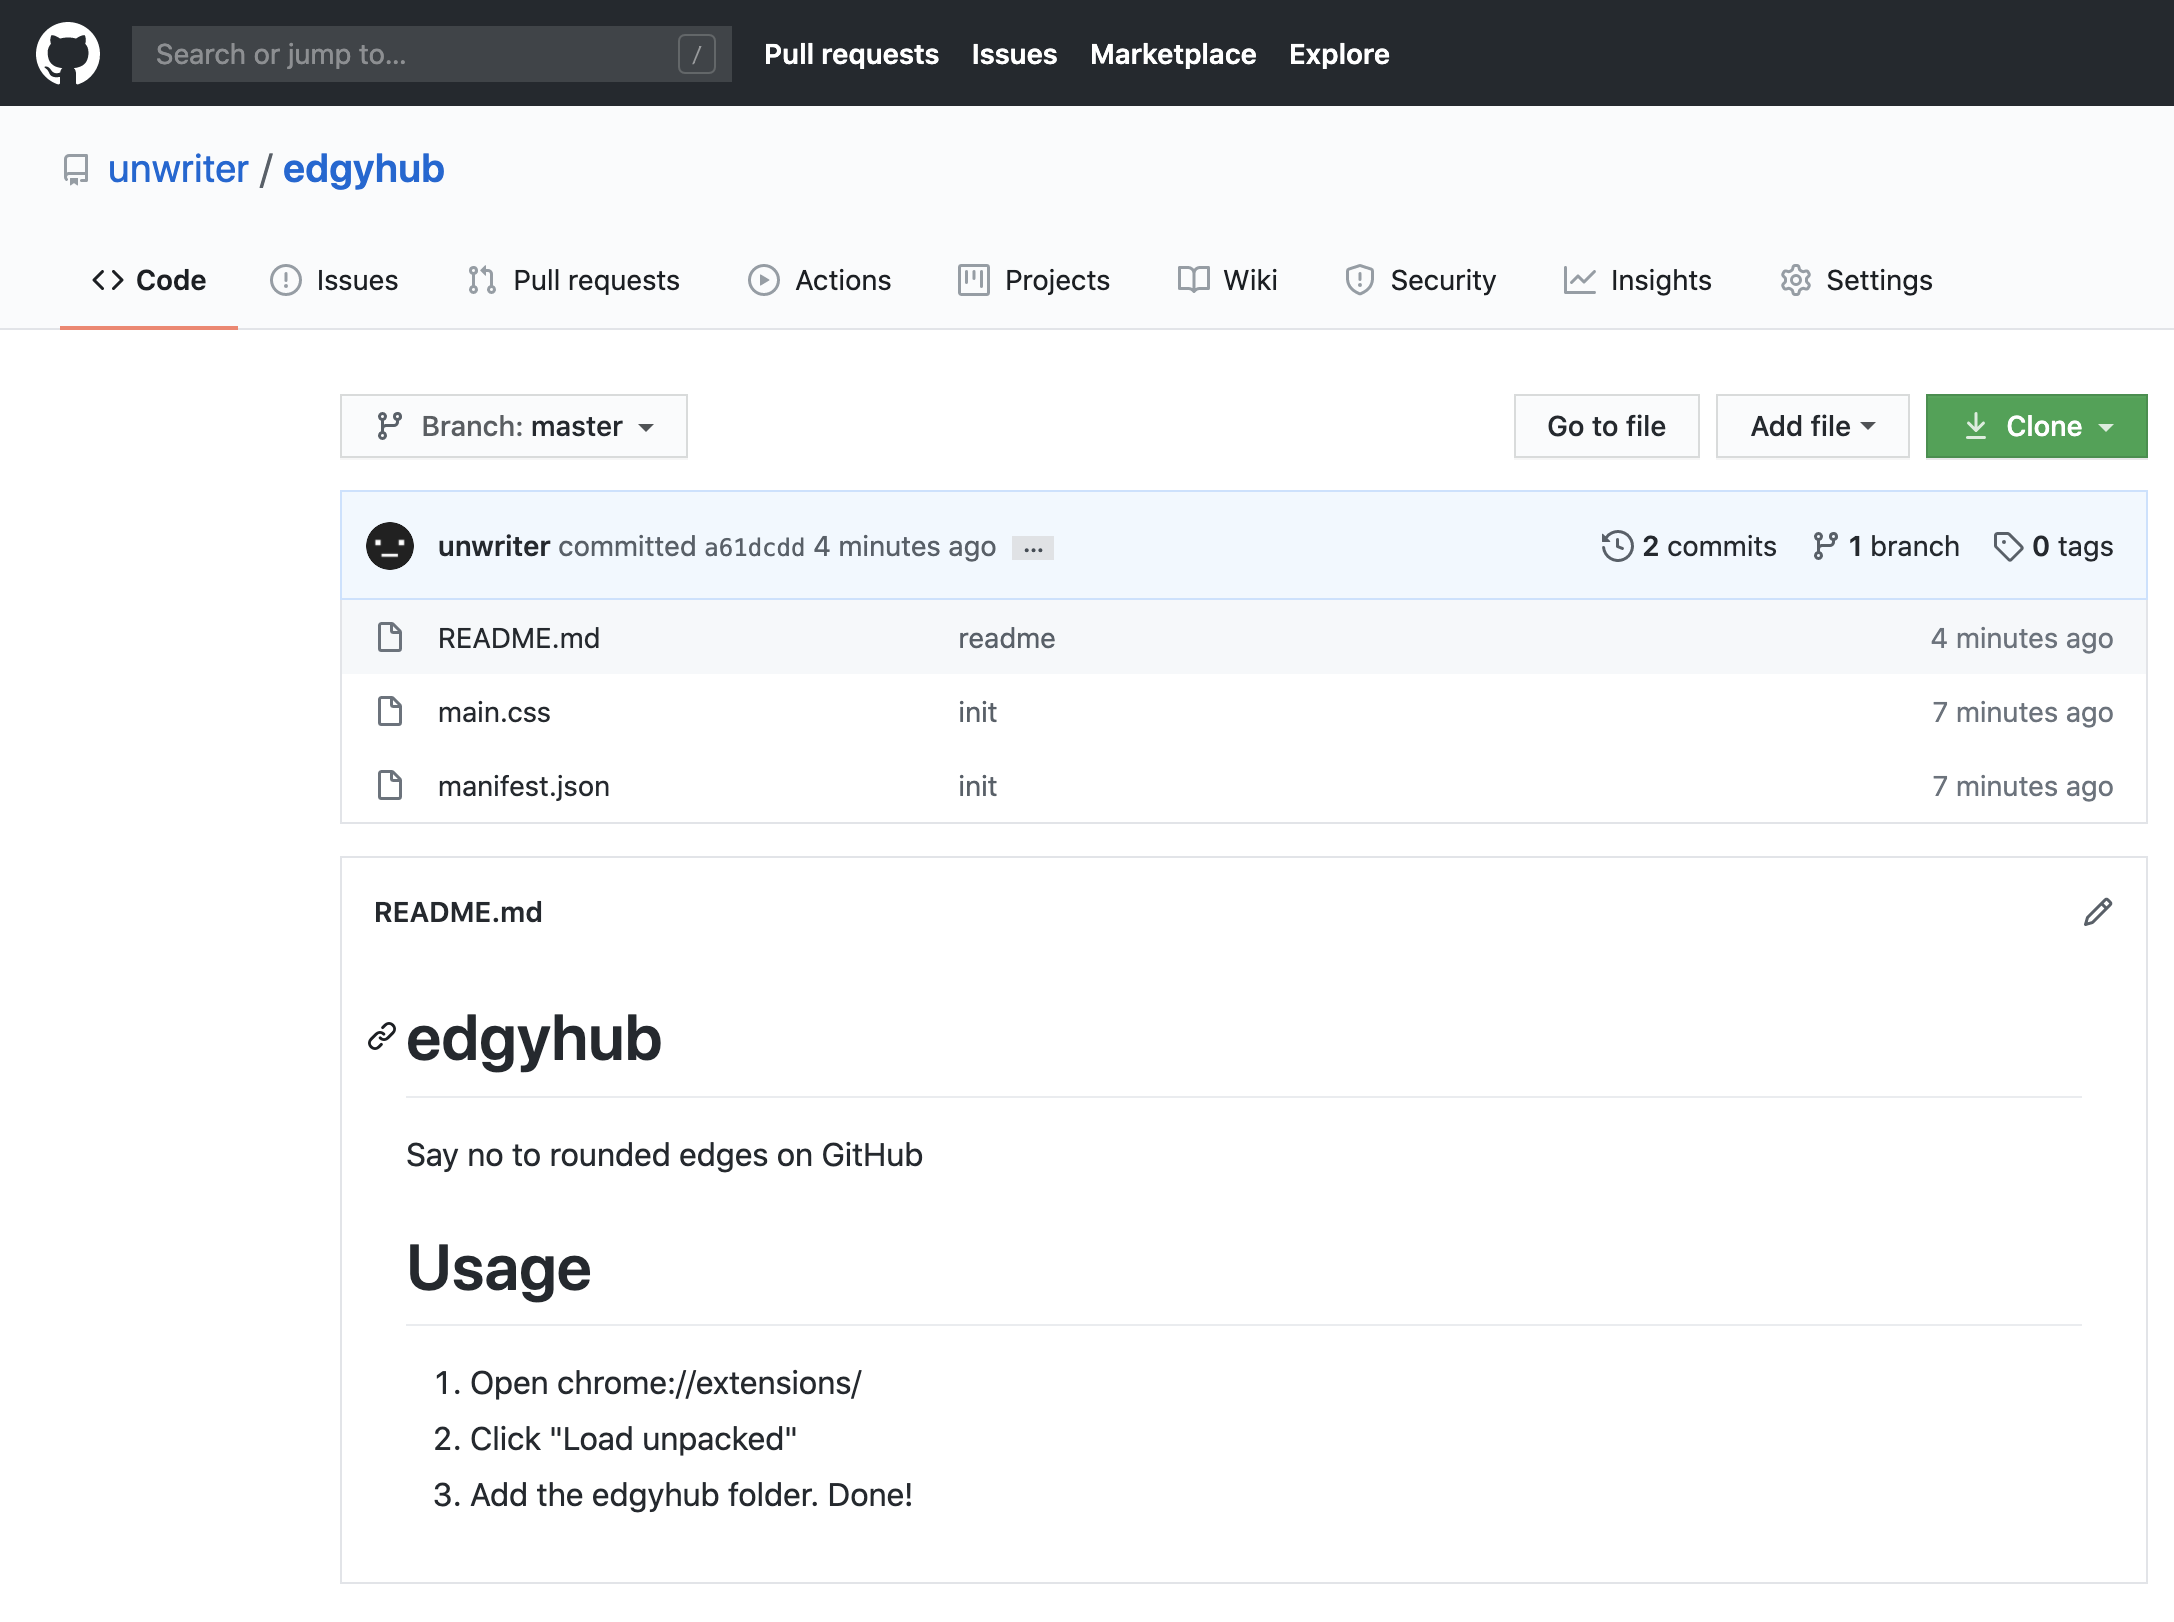 Search or jump to... / Pull requests Issues Marketplace Explore
unwriter / edgyhub
Code Issues Pull requests Actions Projects Wiki Security Insights Settings
Branch: master Go to file Add file Clone
unwriter committed a61dcdd 4 minutes ago ... 2 commits 1 branch 0 tags
README.md readme 4 minutes ago
main.css init 7 minutes ago
manifest.json init 7 minutes ago
README.md
edgyhub
Say no to rounded edges on GitHub
Usage
1. Open chrome://extensions/
2. Click "Load unpacked"
3. Add the edgyhub folder. Done!